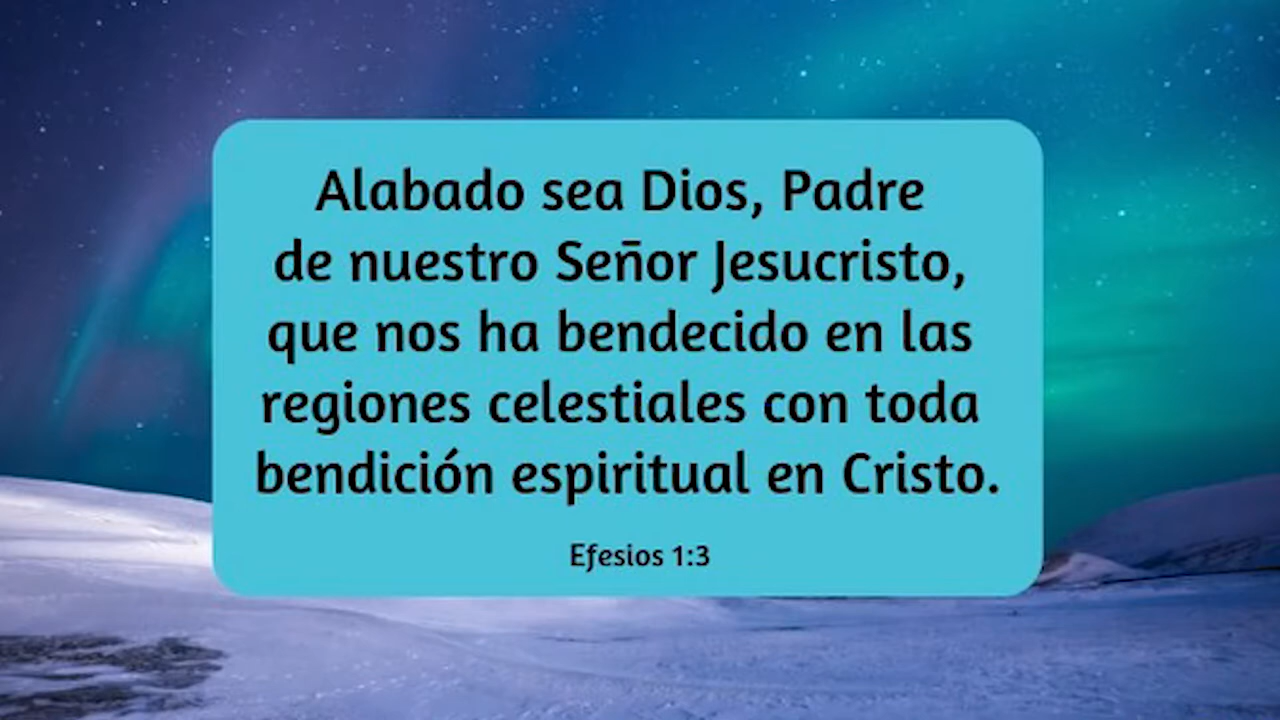 Alabado sea Dios, Padre
de nuestro Señor Jesucristo,
que nos ha bendecido en las
regiones celestiales con toda
bendición espiritual en Cristo.
Efesios 1:3